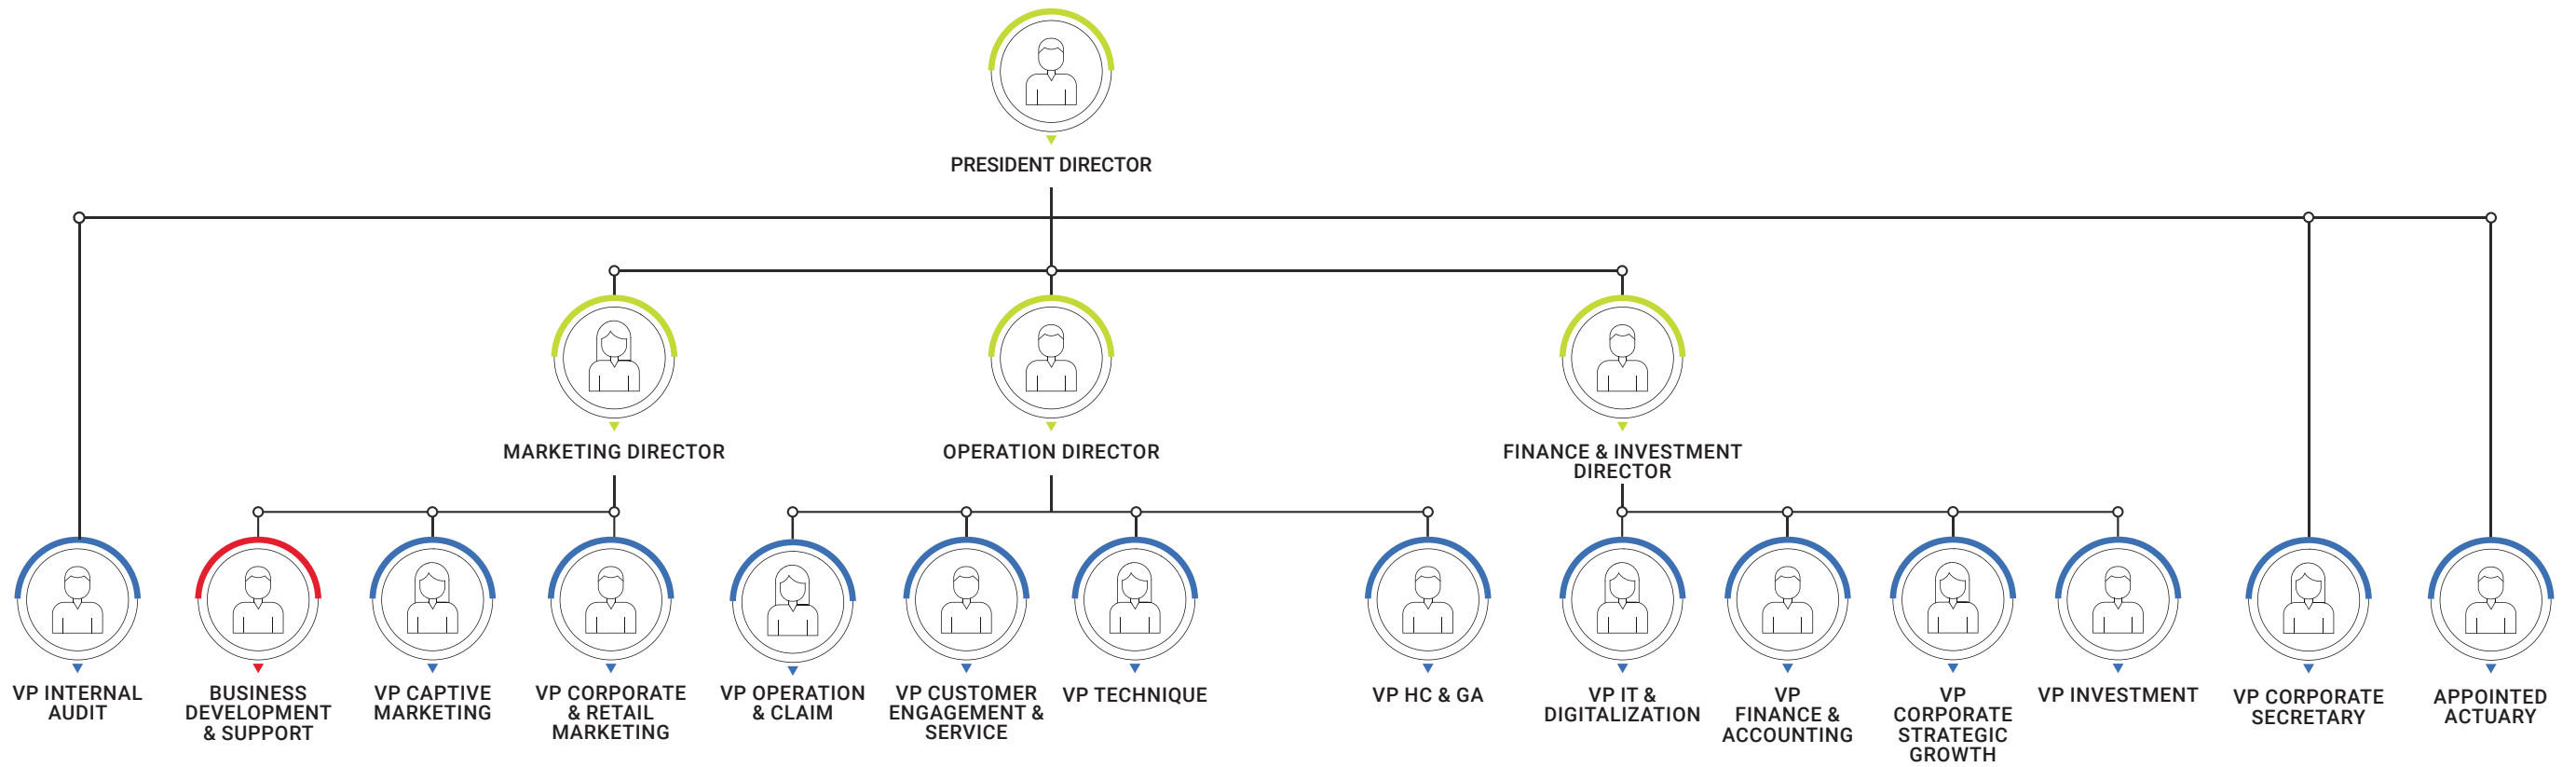 PRESIDENT DIRECTOR
MARKETING DIRECTOR
OPERATION DIRECTOR
FINANCE & INVESTMENT
DIRECTOR
VP INTERNAL
AUDIT
BUSINESS
DEVELOPMENT
& SUPPORT
VP CAPTIVE
MARKETING
VP CORPORATE
& RETAIL
MARKETING
VP OPERATION
& CLAIM
VP CUSTOMER
ENGAGEMENT &
SERVICE
VP TECHNIQUE
VP HC & GA
VP IT &
DIGITALIZATION
VP
FINANCE &
ACCOUNTING
VP
CORPORATE
STRATEGIC
GROWTH
VP INVESTMENT
VP CORPORATE
SECRETARY
APPOINTED
ACTUARY